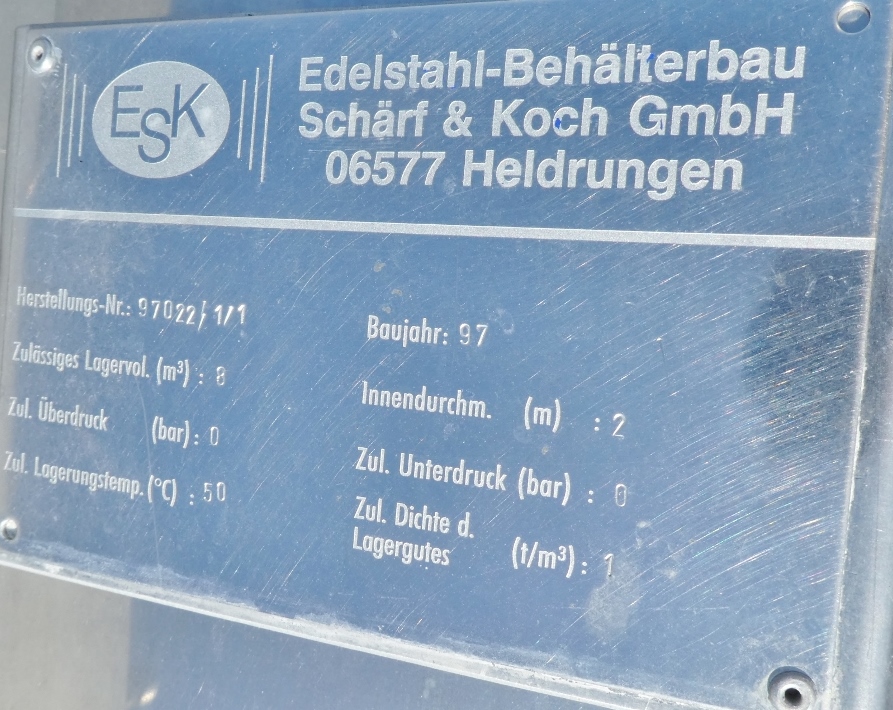 ESK
Edelstahl-Behälterbau
Schärf & Koch GmbH
06577 Heldrungen
Herstellungs-Nr.: 97022/1/1
Zulässiges Lagervol. (m³) : 8
Zul. Überdruck (bar): 0
Zul. Lagerungstemp. (°C) : 50
Baujahr: 97
Innendurchm. (m) : 2
Zul. Unterdruck (bar) : 0
Zul. Dichte d.
Lagergutes (t/m³) : 1